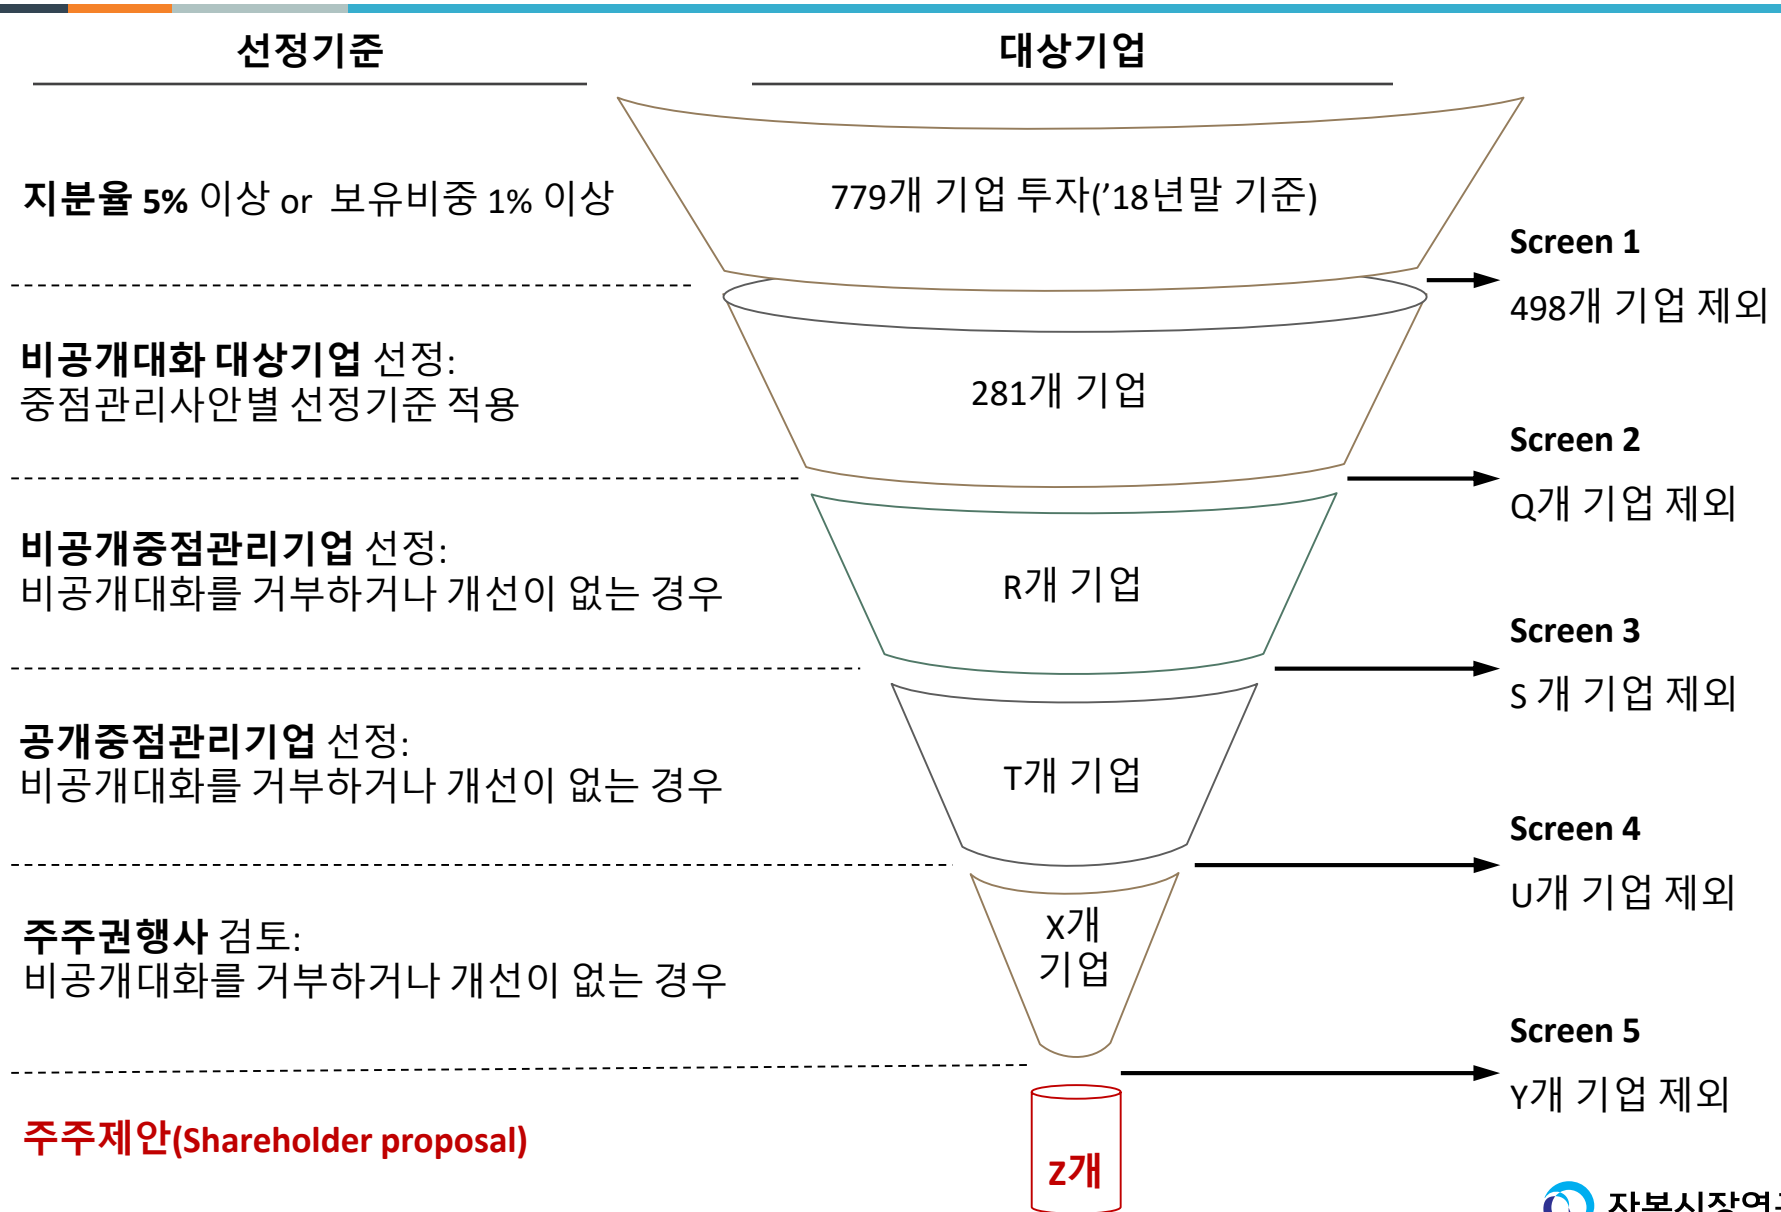 선정기준
대상기업
지분율 5% 이상 or 보유비중 1% 이상
779개 기업 투자(’18년말 기준)
Screen 1
498개 기업 제외
비공개대화 대상기업 선정:
중점관리사안별 선정기준 적용
281개 기업
Screen 2
Q개 기업 제외
비공개중점관리기업 선정:
비공개대화를 거부하거나 개선이 없는 경우
R개 기업
Screen 3
S 개 기업 제외
공개중점관리기업 선정:
비공개대화를 거부하거나 개선이 없는 경우
T개 기업
Screen 4
U개 기업 제외
주주권행사 검토:
비공개대화를 거부하거나 개선이 없는 경우
X개
기업
Screen 5
Y개 기업 제외
주주제안(Shareholder proposal)
Z개